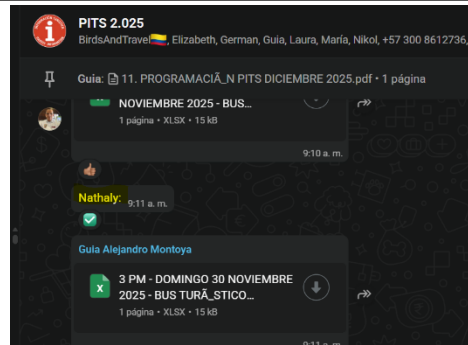 PITS 2.025
BirdsAndTravel🇨🇴, Elizabeth, German, Guia, Laura, María, Nikol, +57 300 8612736,
Guia: 11. PROGRAMACIÃ_N PITS DICIEMBRE 2025.pdf • 1 página
NOVIEMBRE 2025 - BUS...
1 página • XLSX • 15 kB
9:10 a. m.
Nathaly: 9:11 a. m.
Guia Alejandro Montoya
X
3 PM - DOMINGO 30 NOVIEMBRE
2025 - BUS TURÃ_STICO...
1 página • XLSX • 15 kB
9:11 a. m.